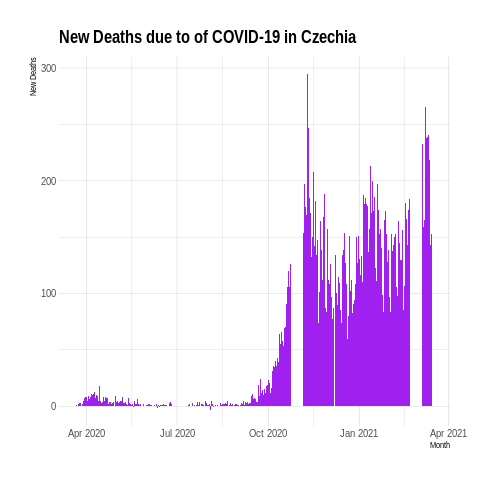 New Deaths due to of COVID-19 in Czechia
New Deaths
300
200
100
0
Apr 2020 Jul 2020 Oct 2020 Jan 2021 Apr 2021
Month